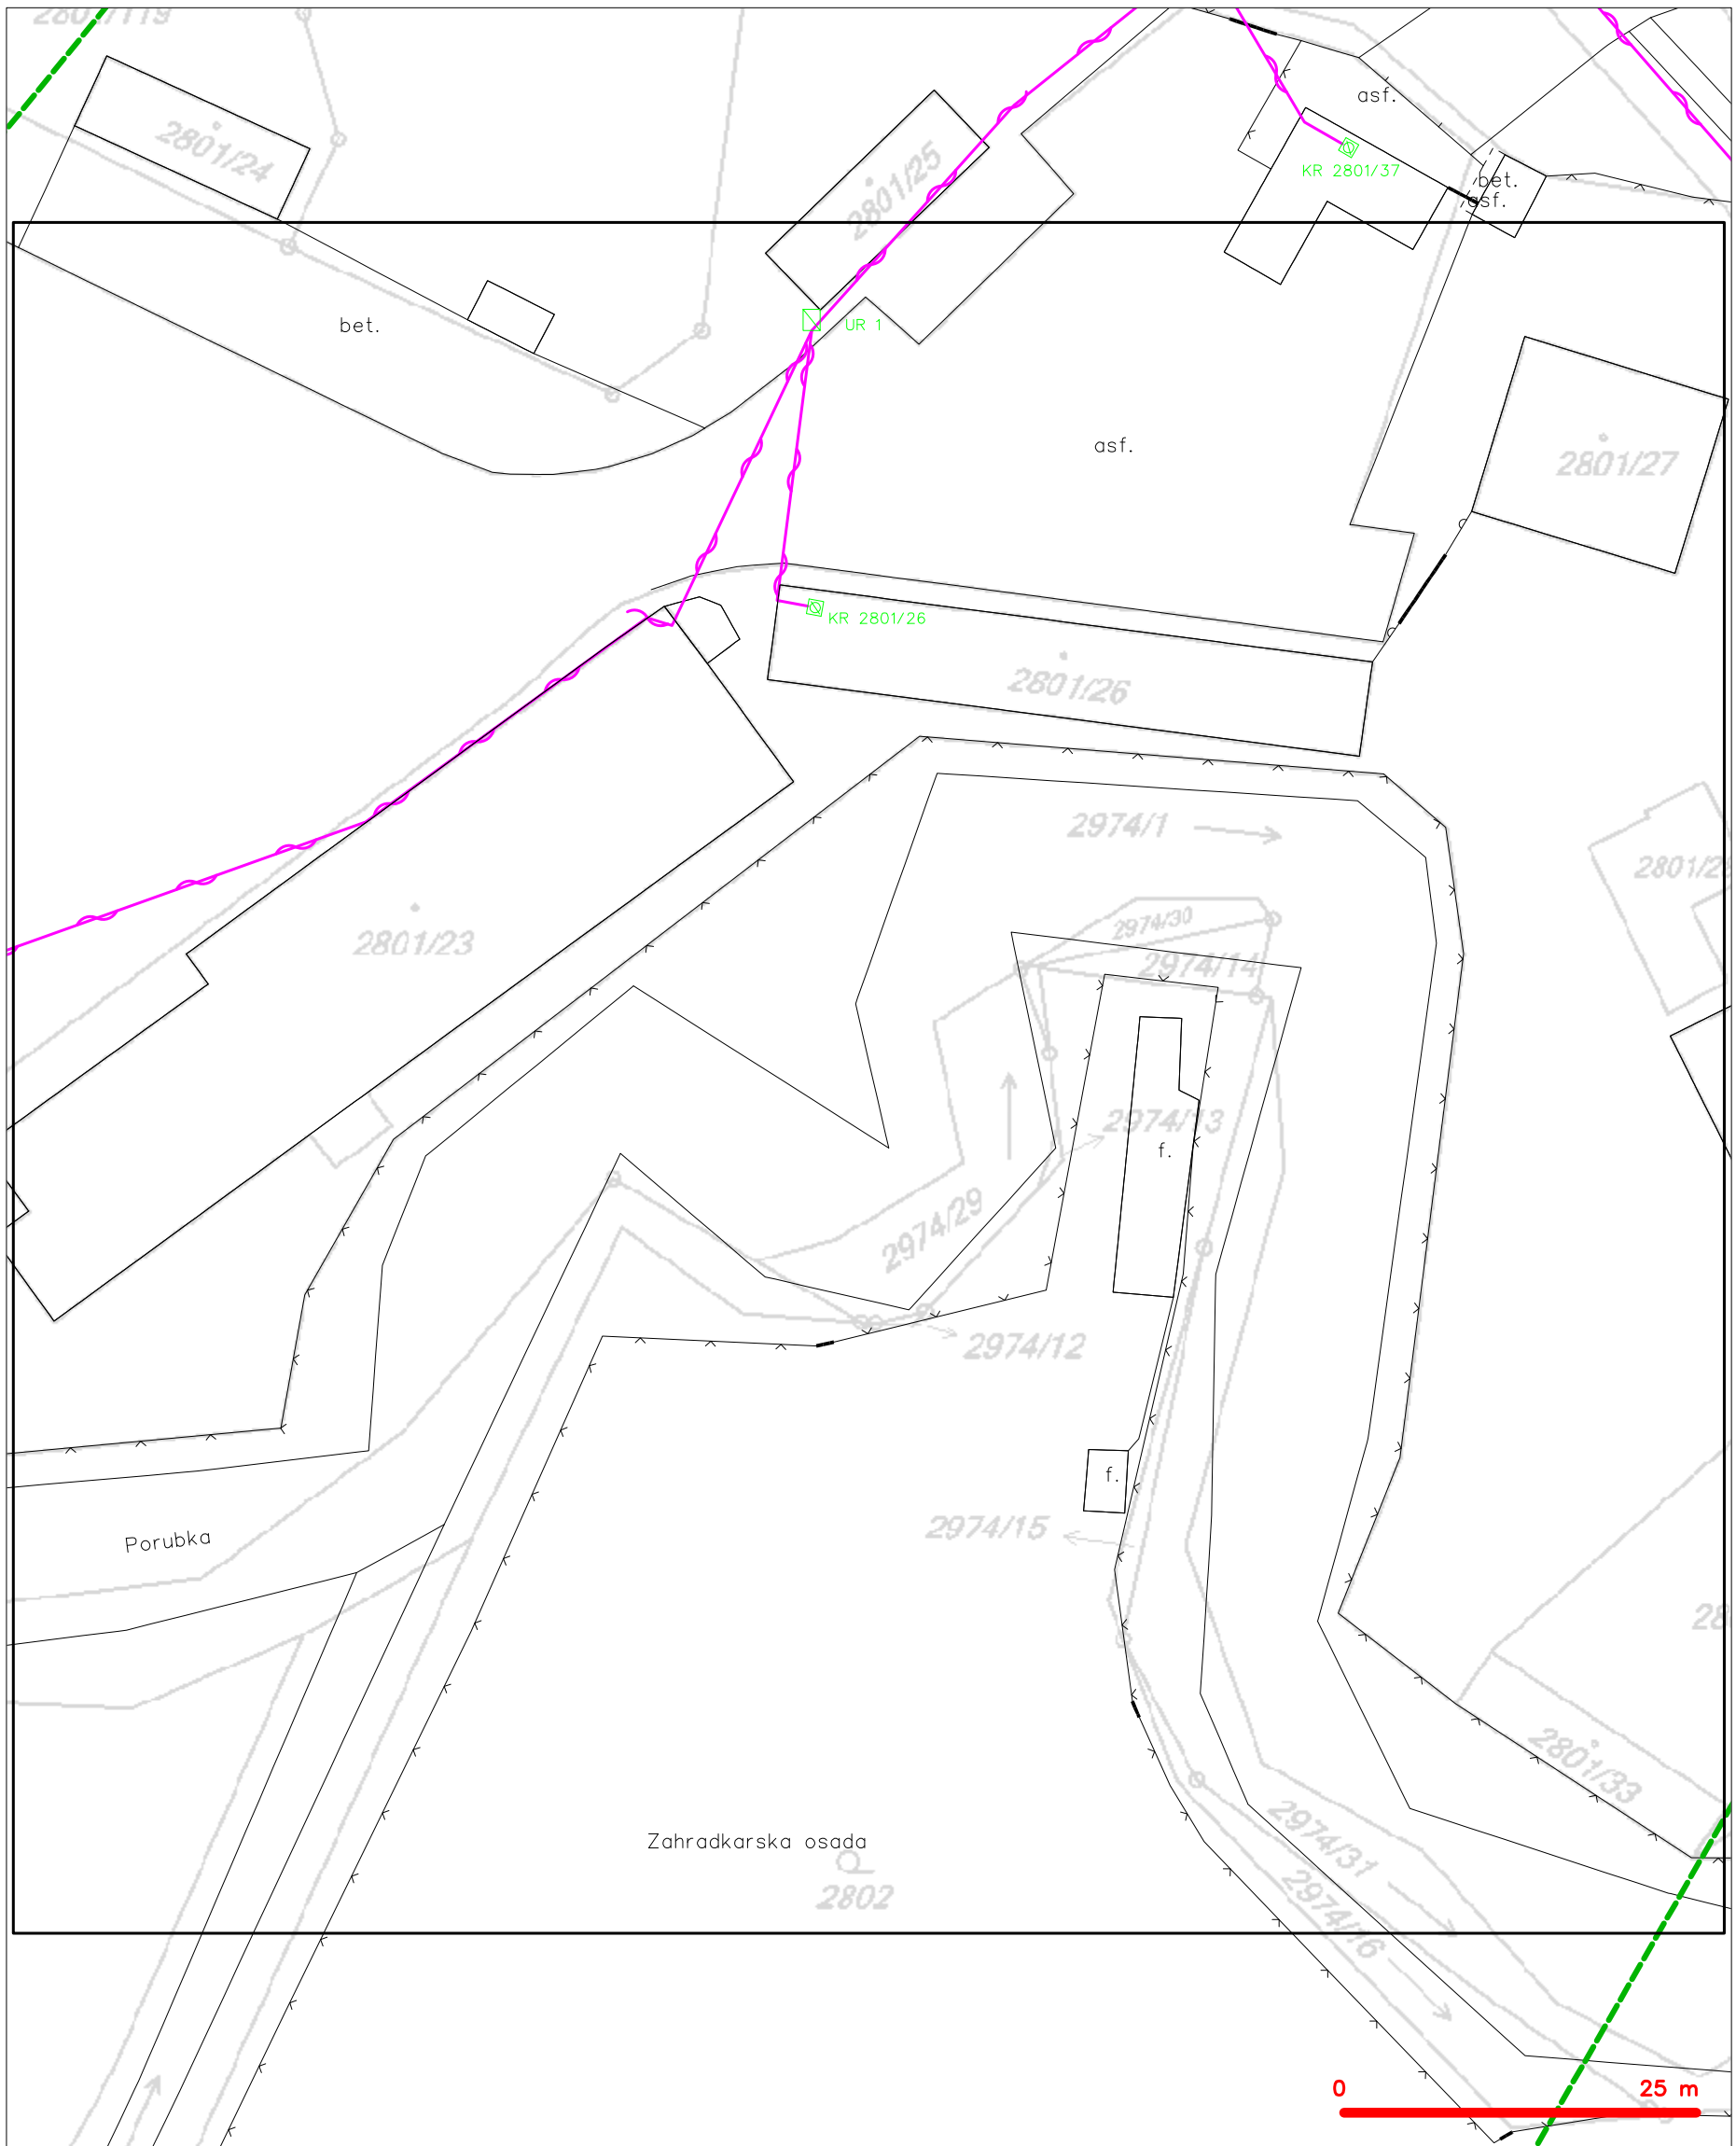 2801/119
2801/24
2801/25
asf.
KR 2801/37
bet.
asf.
bet.
UR 1
asf.
2801/27
KR 2801/26
2801/26
2974/1
2801/23
2974/30
2974/14
2974/13
f.
2974/29
2974/12
f.
2974/15
Porubka
2801/33
Zahradkarska osada
2802
2974/31
2974/16
0 25 m